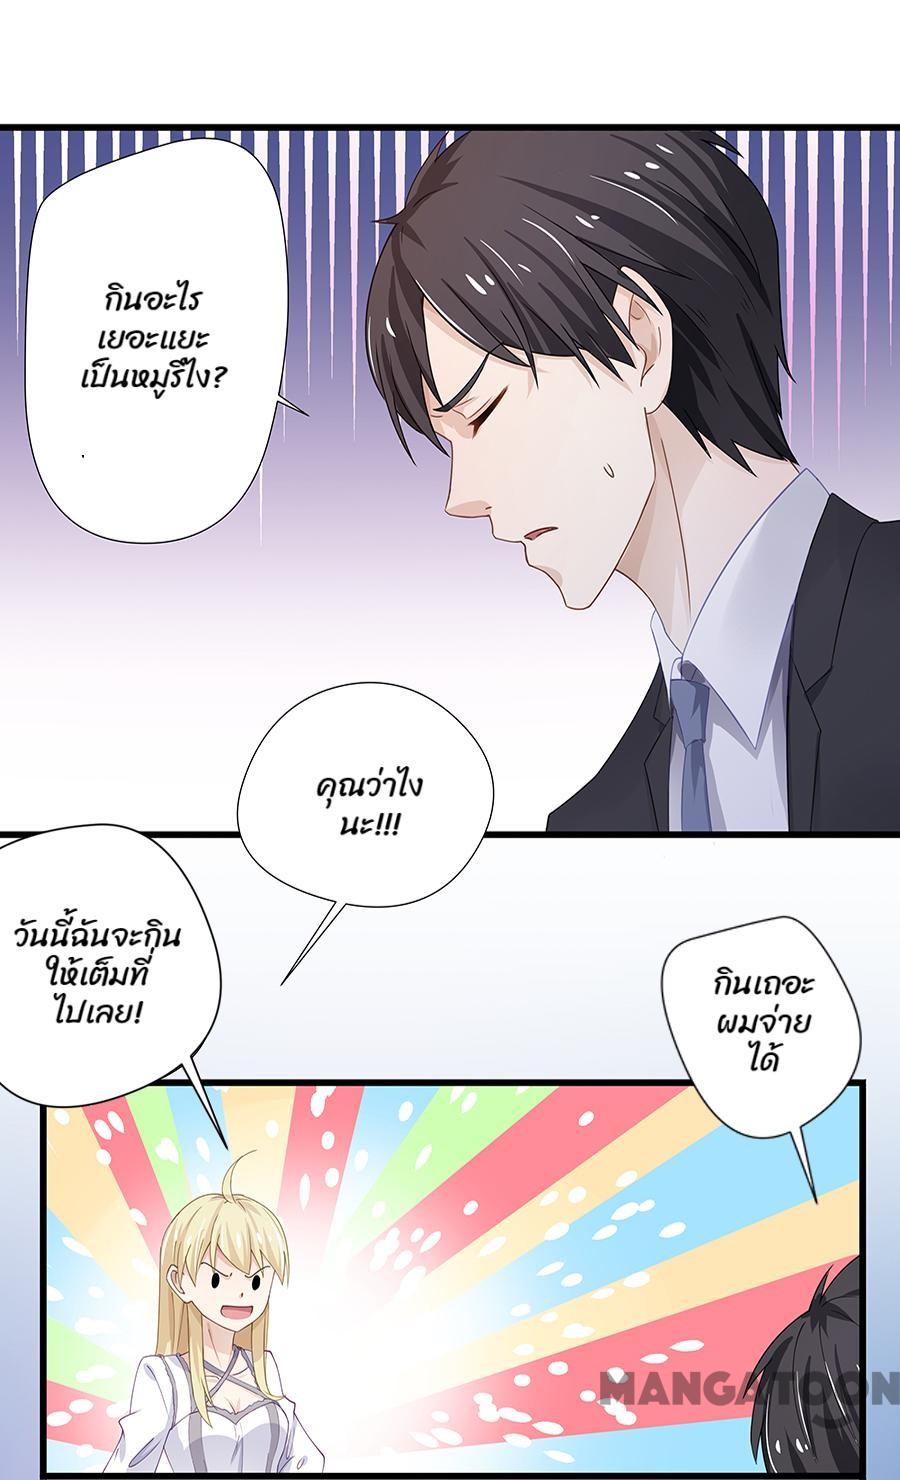 กินอะไร
เยอะแยะ
เป็นหมูรึไง?
คุณว่าไง
นะ!!!
วันนี้ฉันจะกิน
ให้เต็มที่
ไปเลย!
กินเถอะ
ผมจ่าย
ได้
MANGATOON